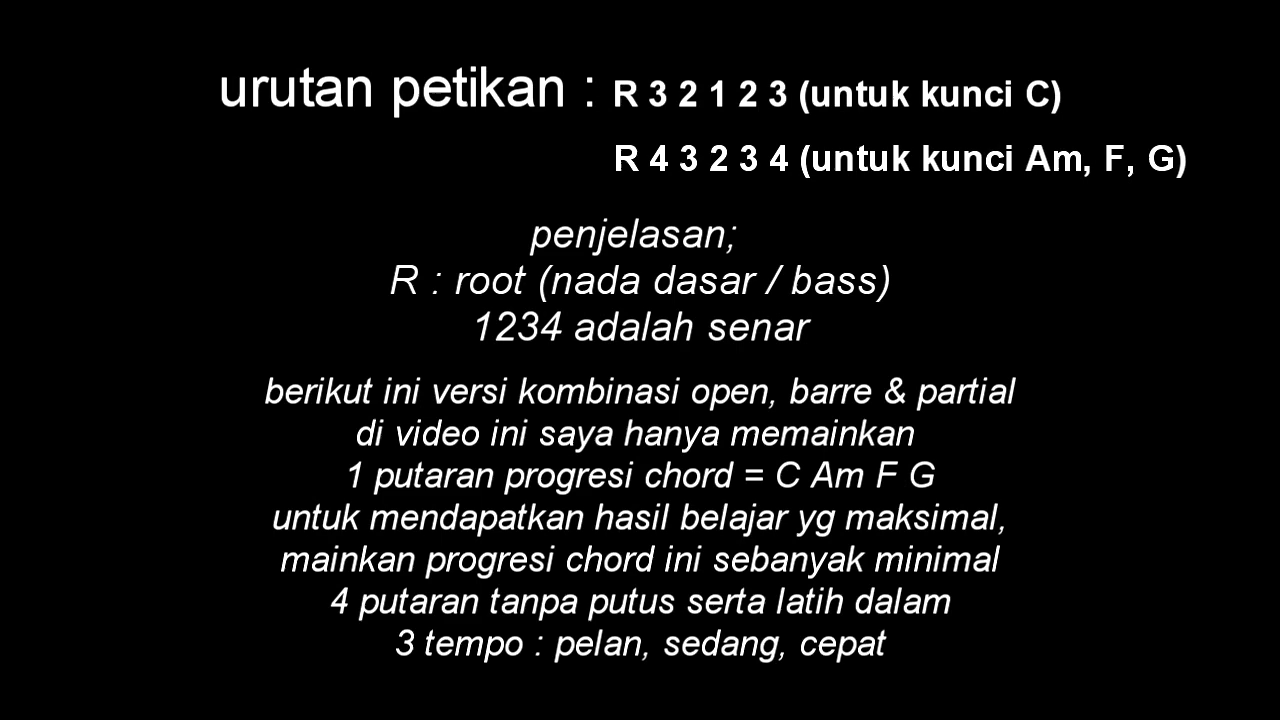 urutan petikan : R 3 2 1 2 3 (untuk kunci C)
R 4 3 2 3 4 (untuk kunci Am, F, G)
penjelasan;
R : root (nada dasar / bass)
1234 adalah senar
berikut ini versi kombinasi open, barre & partial
di video ini saya hanya memainkan
1 putaran progresi chord = C Am F G
untuk mendapatkan hasil belajar yg maksimal,
mainkan progresi chord ini sebanyak minimal
4 putaran tanpa putus serta latih dalam
3 tempo : pelan, sedang, cepat